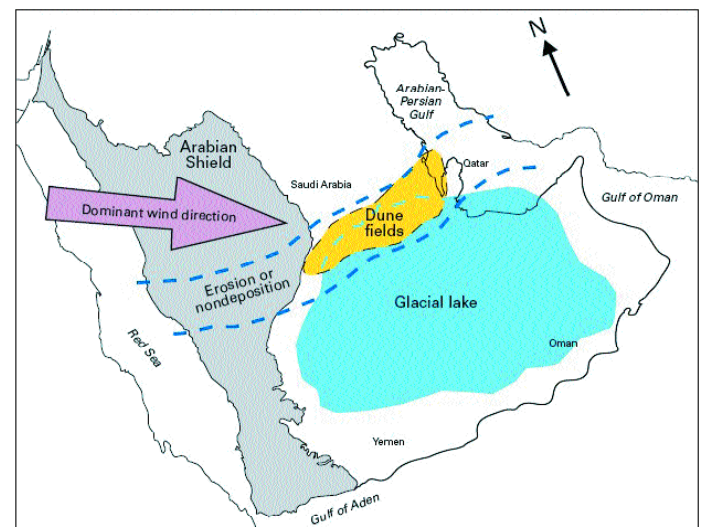 N
Arabian-
Persian
Gulf
Arabian
Shield
Qatar
Saudi Arabia
Gulf of Oman
Dominant wind direction
Dune
fields
Erosion or
nondeposition
Glacial lake
Red Sea
Oman
Yemen
Gulf of Aden